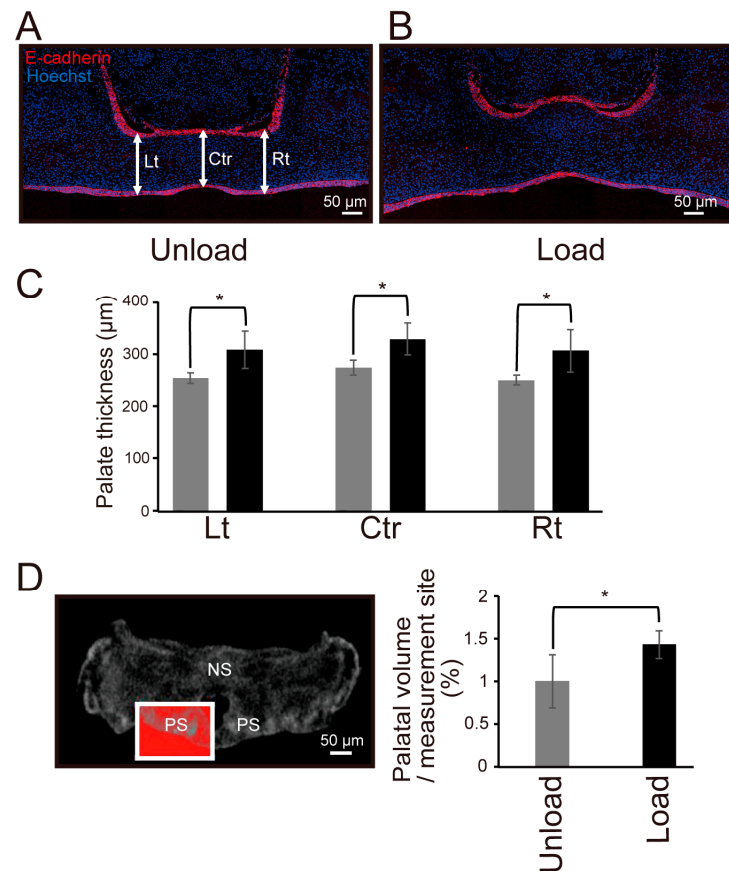 A
B
E-cadherin
Hoechst
Lt
Ctr
Rt
50 µm
50 µm
Unload
Load
C
Palate thickness (µm)
400
300
200
100
0
*
*
*
Lt
Ctr
Rt
D
NS
PS
PS
50 µm
Palatal volume
/ measurement site
(%)
2
1.5
1
0.5
0
*
Unload
Load